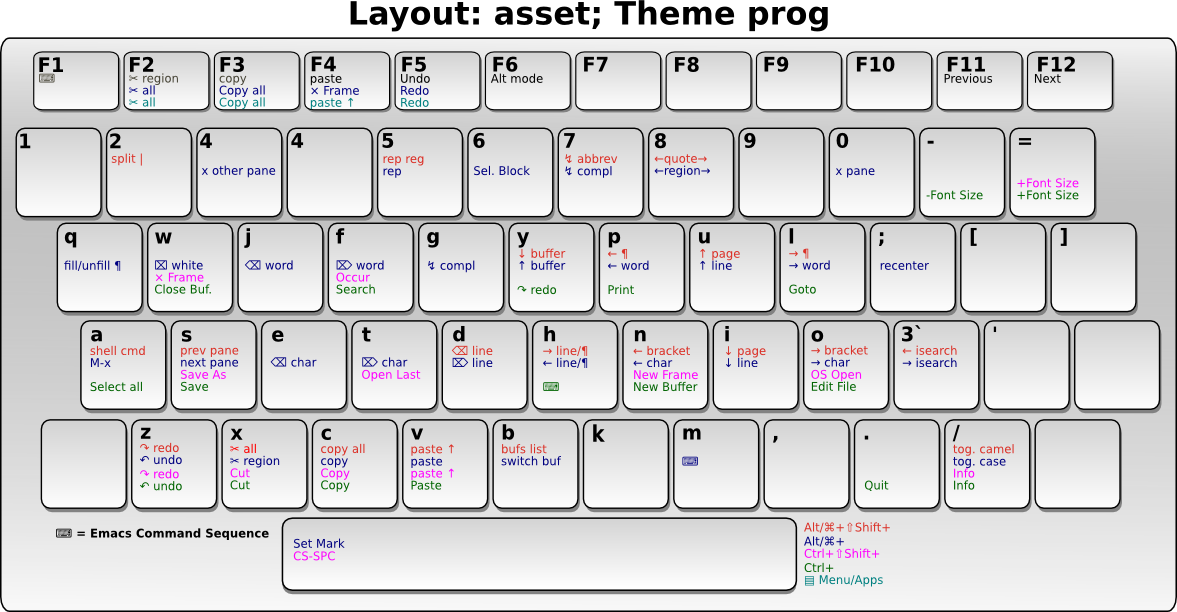 Layout: asset; Theme prog
F1
⌨
F2
✂ region
✂ all
✂ all
F3
copy
Copy all
Copy all
F4
paste
× Frame
paste ↑
F5
Undo
Redo
Redo
F6
Alt mode
F7
F8
F9
F10
F11
Previous
F12
Next
1
2
split |
4
x other pane
4
5
rep reg
rep
6
Sel. Block
7
↯ abbrev
↯ compl
8
←quote→
←region→
9
0
x pane
-
-Font Size
=
+Font Size
+Font Size
q
fill/unfill ¶
w
⌧ white
× Frame
Close Buf.
j
⌫ word
f
⌦ word
Occur
Search
g
↯ compl
y
↓ buffer
↑ buffer
↷ redo
p
← ¶
← word
Print
u
↑ page
↑ line
l
→ ¶
→ word
Goto
;
recenter
[
]
a
shell cmd
M-x
Select all
s
prev pane
next pane
Save As
Save
e
⌫ char
t
⌦ char
Open Last
d
⌫ line
⌦ line
h
→ line/¶
← line/¶
⌨
n
← bracket
← char
New Frame
New Buffer
i
↓ page
↓ line
o
→ bracket
→ char
OS Open
Edit File
3`
← isearch
→ isearch
'
z
↷ redo
↶ undo
↷ redo
↶ undo
x
✂ all
✂ region
Cut
Cut
c
copy all
copy
Copy
Copy
v
paste ↑
paste
paste ↑
Paste
b
bufs list
switch buf
k
m
⌨
,
.
Quit
/
tog. camel
tog. case
Info
Info
⌨ = Emacs Command Sequence
Set Mark
CS-SPC
Alt/⌘+⇧Shift+
Alt/⌘+
Ctrl+⇧Shift+
Ctrl+
▤ Menu/Apps